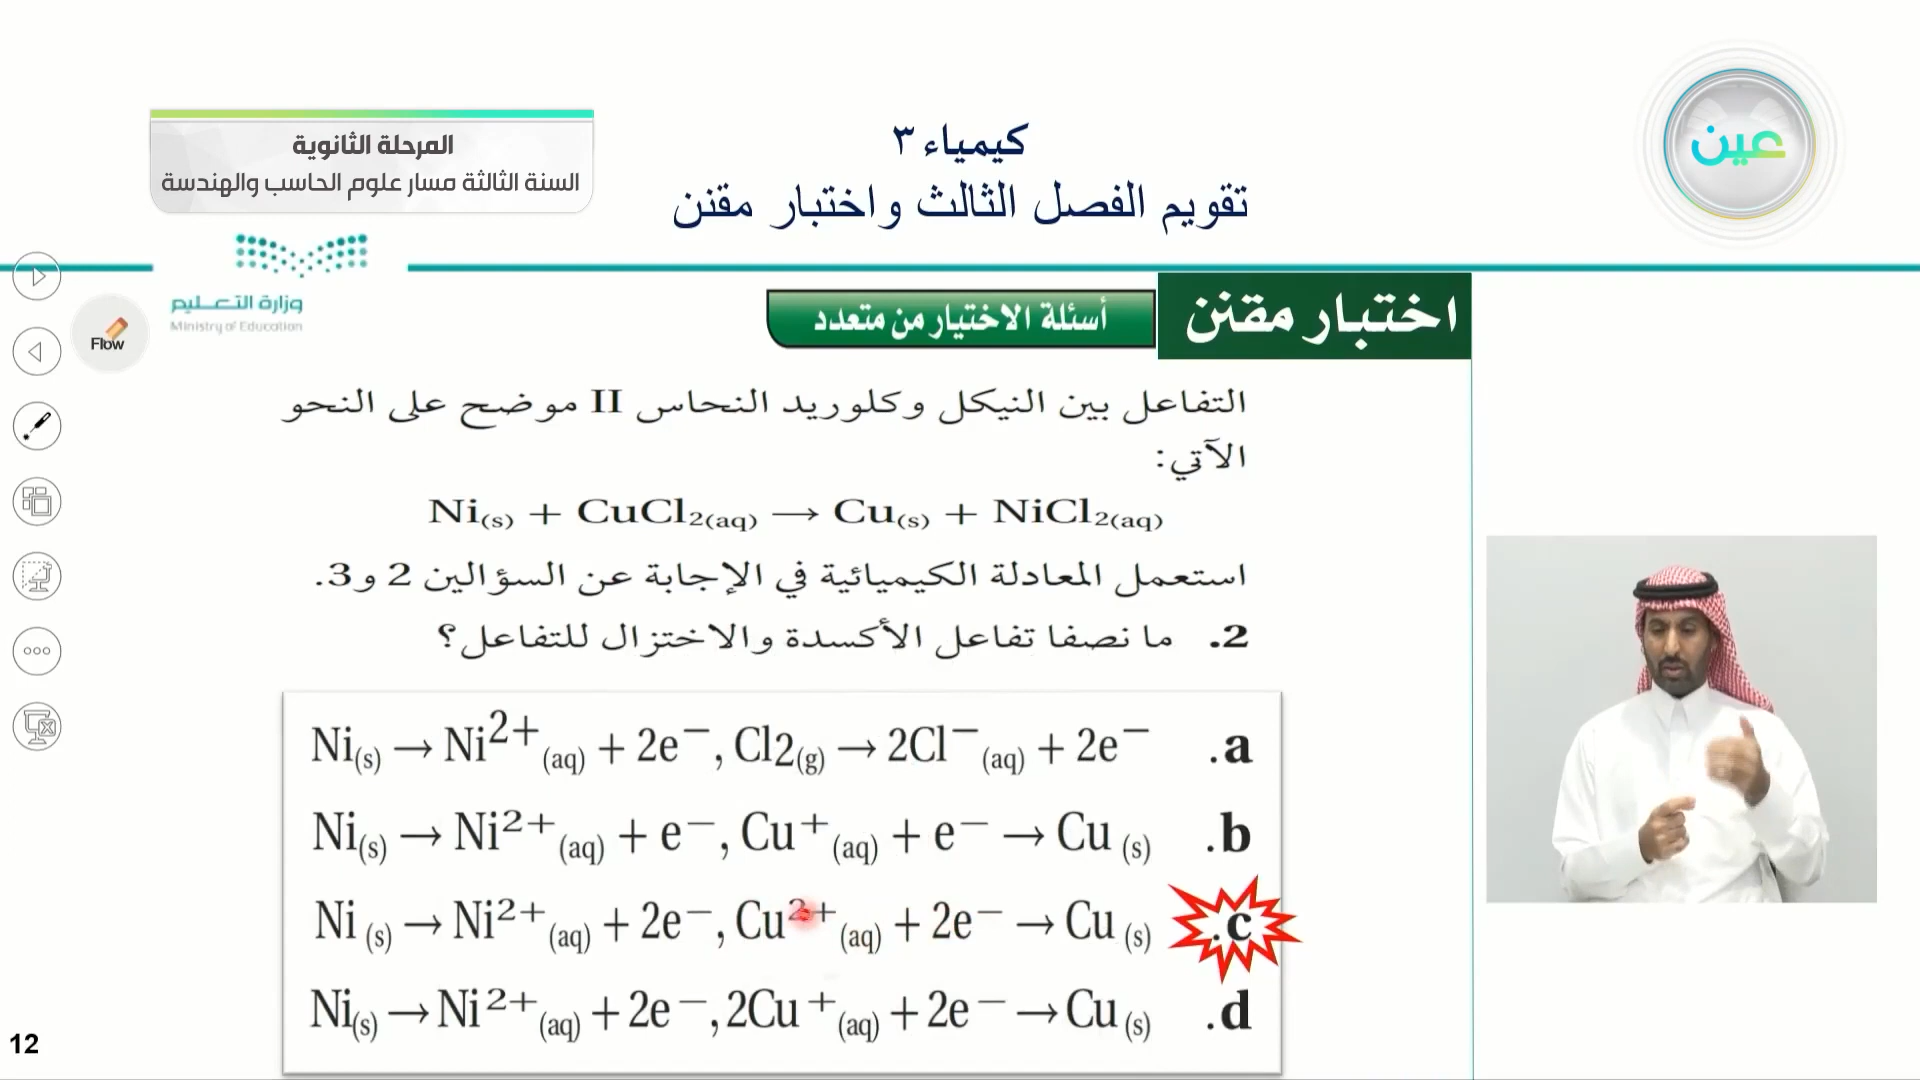 عين
كيمياء ٣
تقويم الفصل الثالث واختبار مقنن
المرحلة الثانوية
السنة الثالثة مسار علوم الحاسب والهندسة
وزارة التعليم
Ministry of Education
Flow
اختبار مقنن
أسئلة الاختيار من متعدد
التفاعل بين النيكل وكلوريد النحاس II موضح على النحو
الآتي:
Ni(s) + CuCl2(aq) → Cu(s) + NiCl2(aq)
استعمل المعادلة الكيميائية في الإجابة عن السؤالين 2 و3.
2. ما نصفا تفاعل الأكسدة والاختزال للتفاعل؟
.a Ni(s) → Ni²⁺(aq) + 2e⁻, Cl2(g) → 2Cl⁻(aq) + 2e⁻
.b Ni(s) → Ni²⁺(aq) + e⁻, Cu⁺(aq) + e⁻ → Cu (s)
.c Ni (s) → Ni²⁺(aq) + 2e⁻, Cu²⁺(aq) + 2e⁻ → Cu (s)
.d Ni(s) → Ni²⁺(aq) + 2e⁻, 2Cu⁺(aq) + 2e⁻ → Cu (s)
12